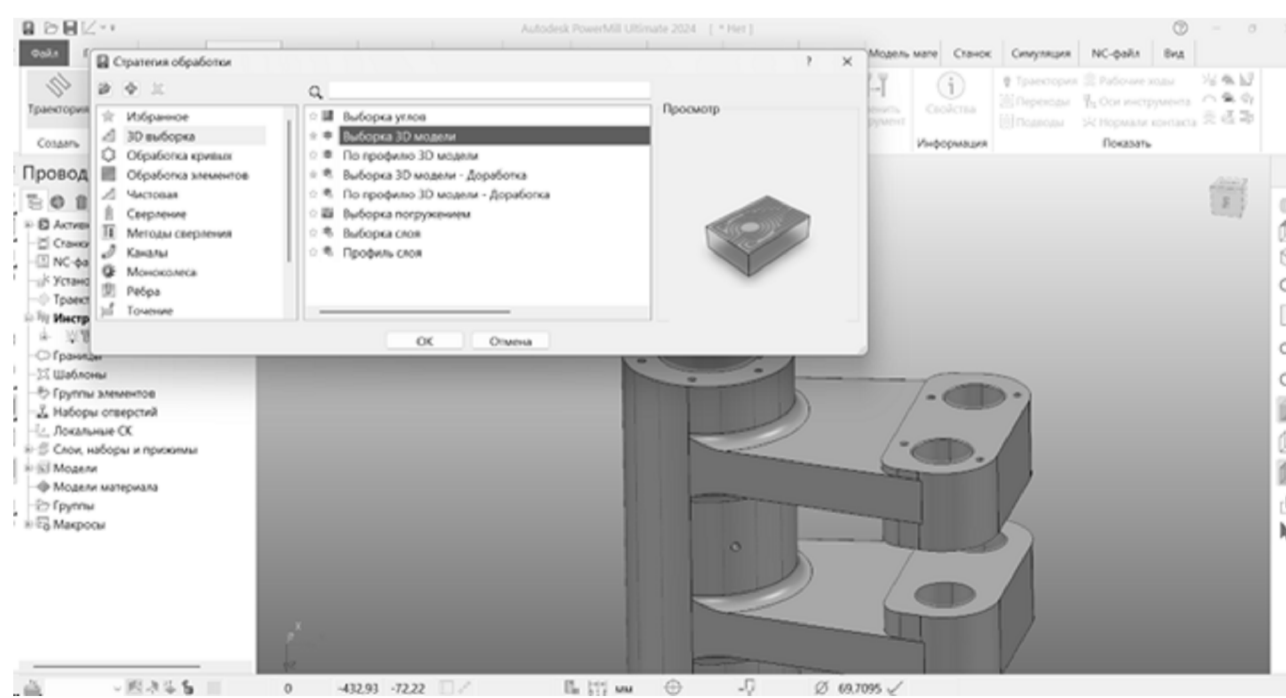 Autodesk PowerMill Ultimate 2024 [ * Нет ]
Файл
Модель мате Станок Симуляция NC-файл Вид
Стратегия обработки ? ×
Траектория
Создать
Избранное
3D выборка
Обработка кривых
Обработка элементов
Чистовая
Сверление
Методы сверления
Каналы
Моноколеса
Рёбра
Точение
Выборка углов
Выборка 3D модели
По профилю 3D модели
Выборка 3D модели - Доработка
По профилю 3D модели - Доработка
Выборка погружением
Выборка слоя
Профиль слоя
Просмотр
OK Отмена
Свойства
Информация
Траектории Рабочие ходы
Переходы Оси инструмента
Подводы Нормали контакта
Показать
Провод
Активн
Станки
NC-фа
Устано
Траект
Инстр
Границы
Шаблоны
Группы элементов
Наборы отверстий
Локальные СК
Слои, наборы и прижимы
Модели
Модели материала
Группы
Макросы
0 -432,93 -72,22 мм 69,7095